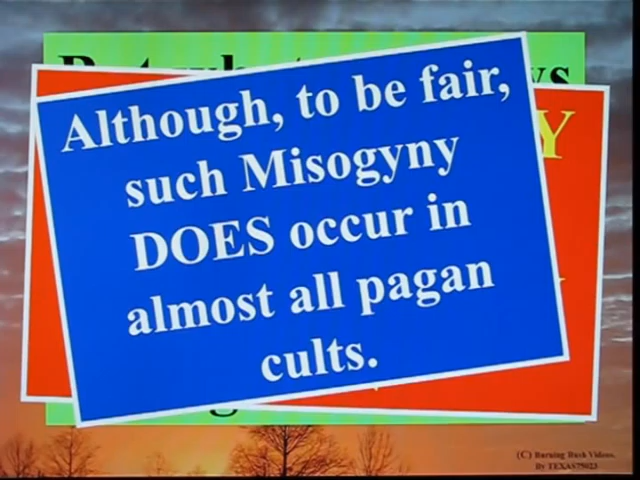 Although, to be fair,
such Misogyny
DOES occur in
almost all pagan
cults.
Y
(C) Burning Bush Videos.
By TEXAS75023